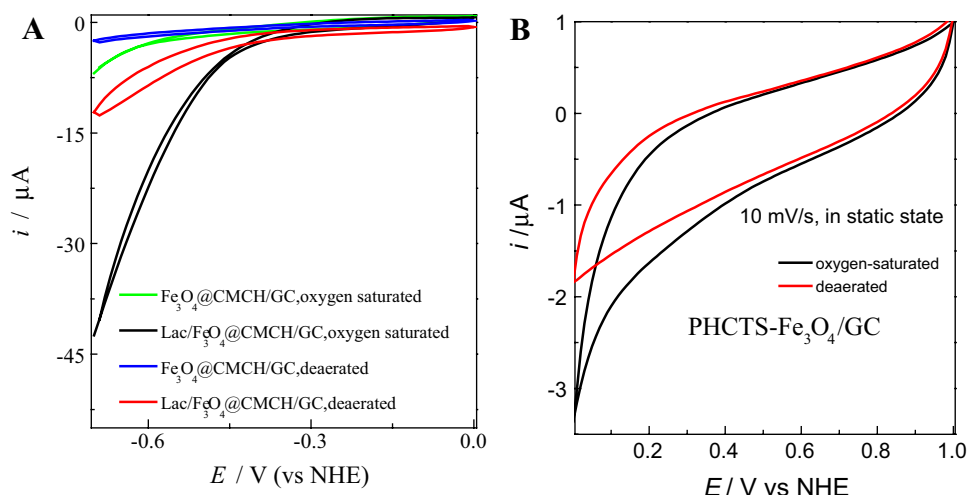 A
0
-15
-30
-45
i / μA
Fe3O4@CMCH/GC,oxygen saturated
Lac/Fe3O4@CMCH/GC,oxygen saturated
Fe3O4@CMCH/GC,deaerated
Lac/Fe3O4@CMCH/GC,deaerated
-0.6
-0.3
0.0
E / V (vs NHE)
B
1
0
-1
-2
-3
i /μA
10 mV/s, in static state
oxygen-saturated
deaerated
PHCTS-Fe3O4/GC
0.2
0.4
0.6
0.8
1.0
E / V vs NHE